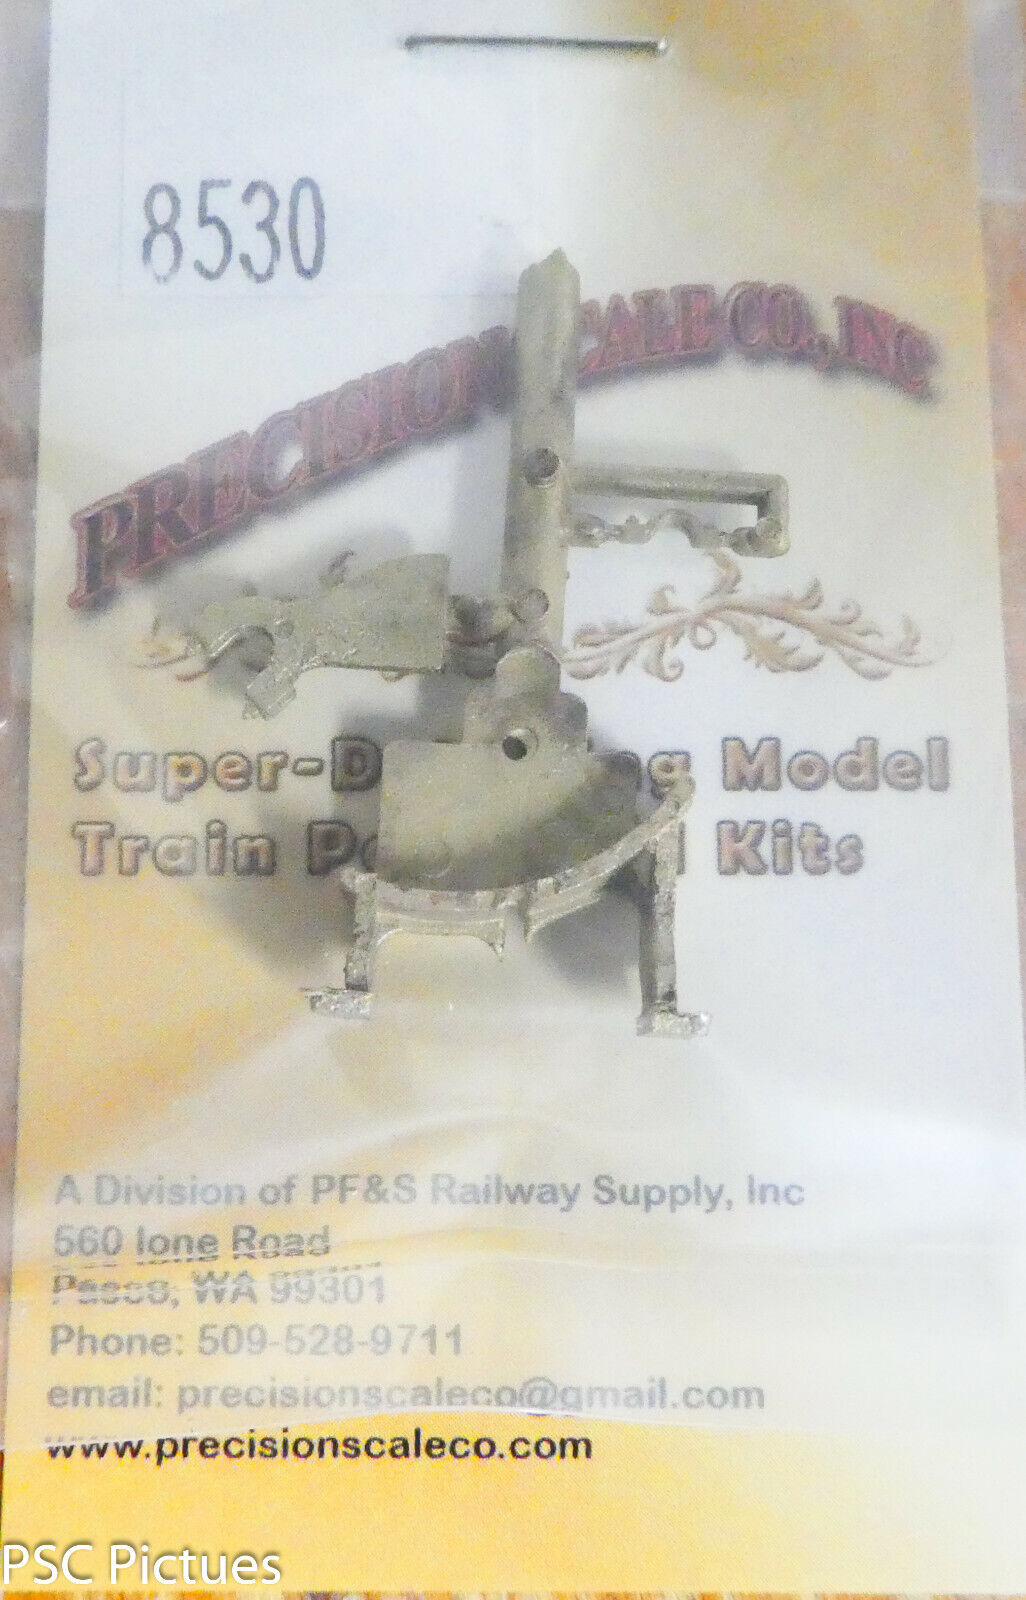 8530
PRECISION SCALE CO., INC
Super- Model
Train Kits
A Division of PF&S Railway Supply, Inc
560 Ione Road
Pasco, WA 99301
Phone: 509-528-9711
email: precisionscaleco@gmail.com
www.precisionscaleco.com
PSC Pictues